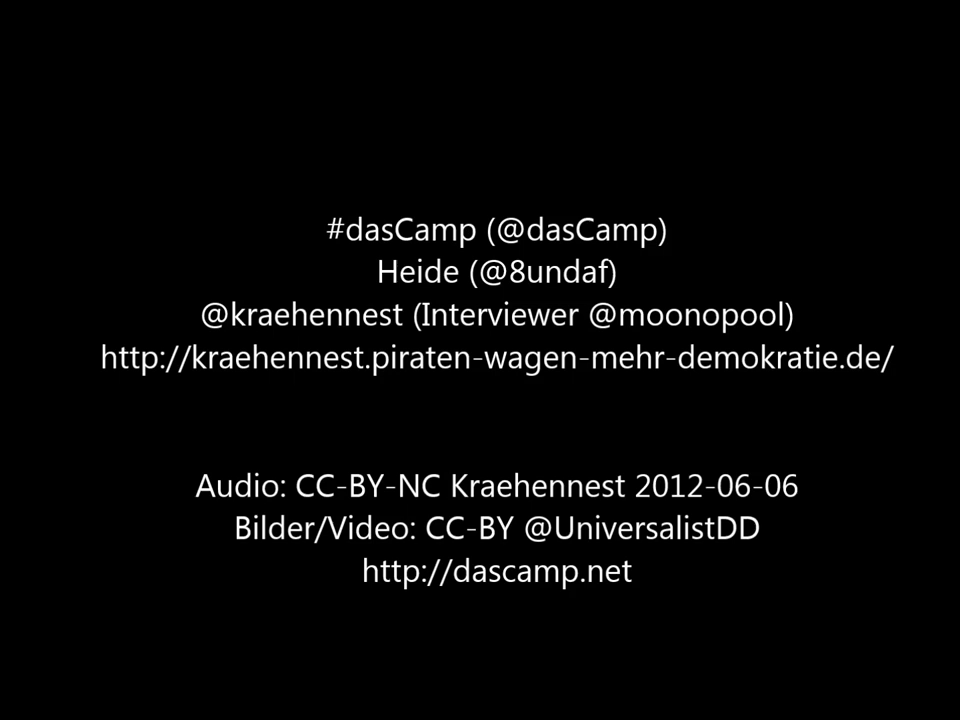 #dasCamp (@dasCamp)
Heide (@8undaf)
@kraehennest (Interviewer @moonopool)
http://kraehennest.piraten-wagen-mehr-demokratie.de/
Audio: CC-BY-NC Kraehennest 2012-06-06
Bilder/Video: CC-BY @UniversalistDD
http://dascamp.net